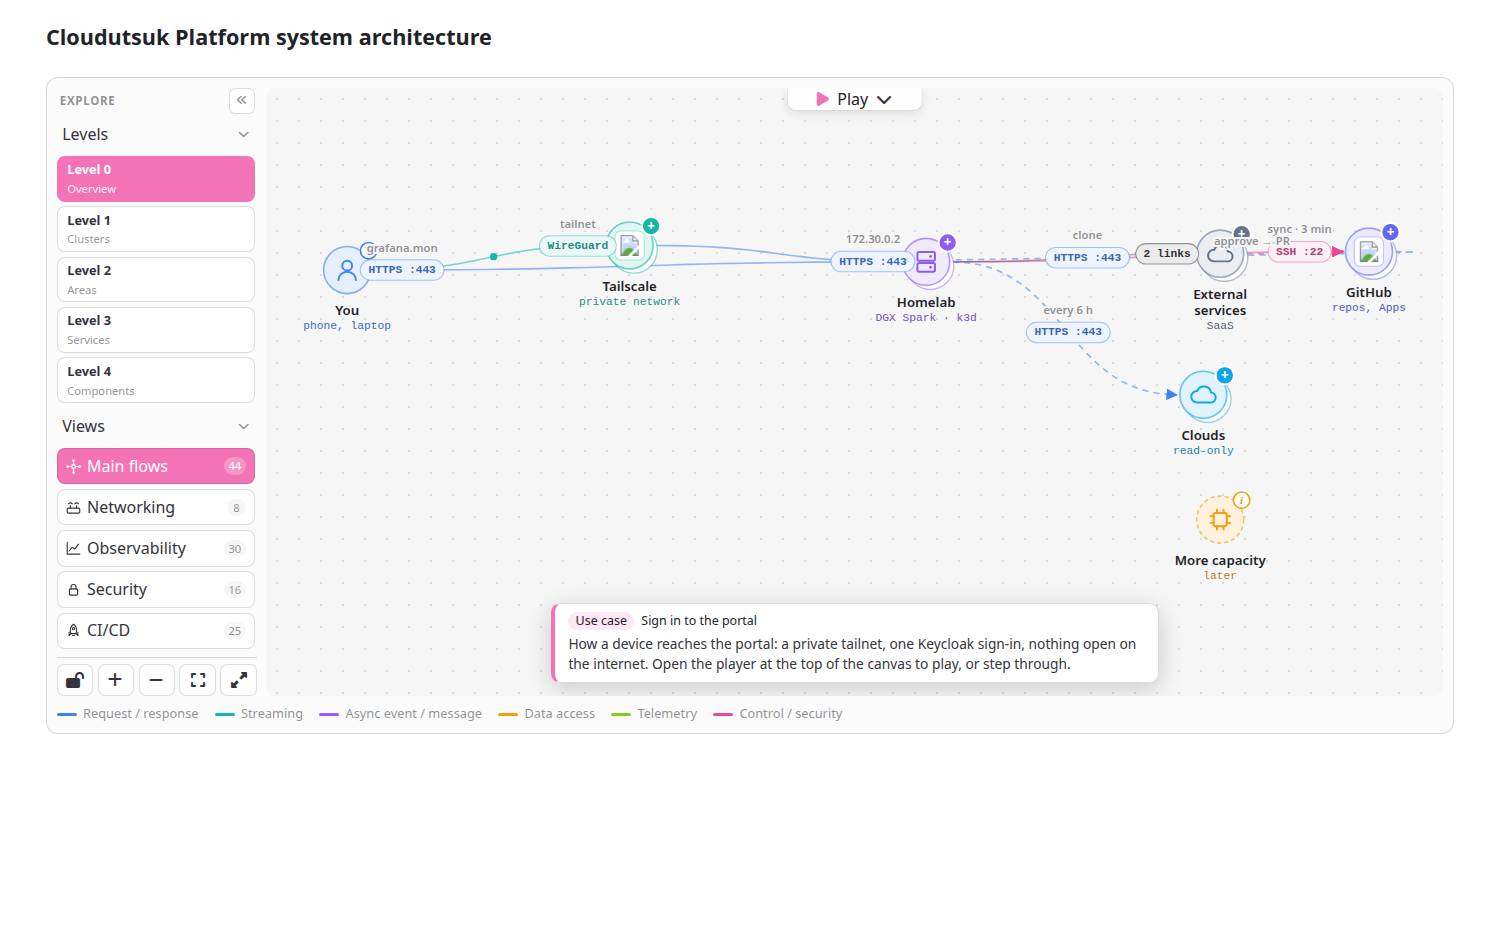 Cloudutsuk Platform system architecture
EXPLORE
Levels
Level 0
Overview
Level 1
Clusters
Level 2
Areas
Level 3
Services
Level 4
Components
Views
Main flows 44
Networking 8
Observability 30
Security 16
CI/CD 25
Play
grafana.mon
HTTPS :443
You
phone, laptop
tailnet
WireGuard
Tailscale
private network
172.30.0.2
HTTPS :443
Homelab
DGX Spark · k3d
clone
HTTPS :443
2 links
every 6 h
HTTPS :443
approve → PR
External
services
SaaS
sync · 3 min
SSH :22
GitHub
repos, Apps
Clouds
read-only
More capacity
later
Use case Sign in to the portal
How a device reaches the portal: a private tailnet, one Keycloak sign-in, nothing open on
the internet. Open the player at the top of the canvas to play, or step through.
Request / response
Streaming
Async event / message
Data access
Telemetry
Control / security